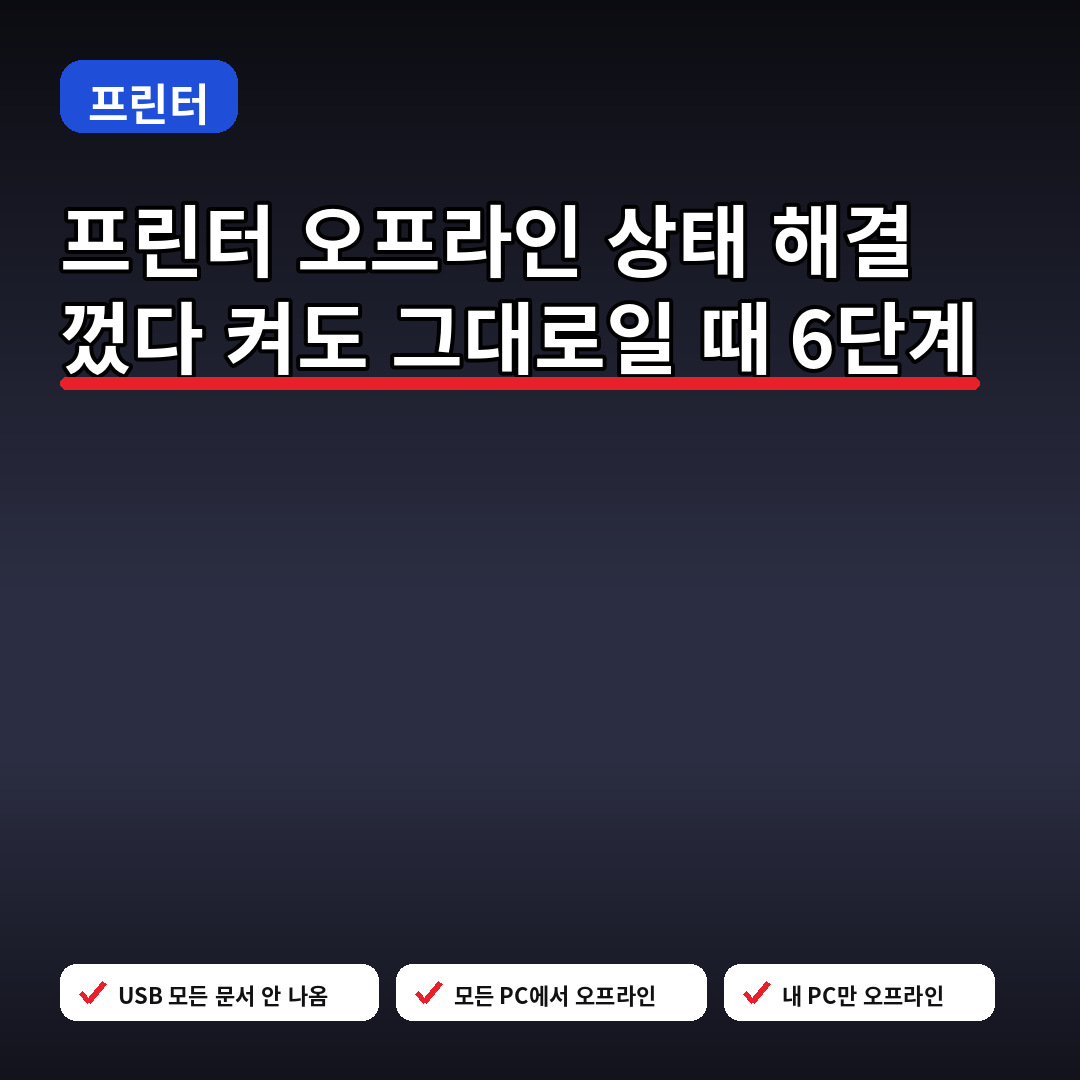 프린터
프린터 오프라인 상태 해결
껐다 켜도 그대로일 때 6단계
USB 모든 문서 안 나옴
모든 PC에서 오프라인
내 PC만 오프라인